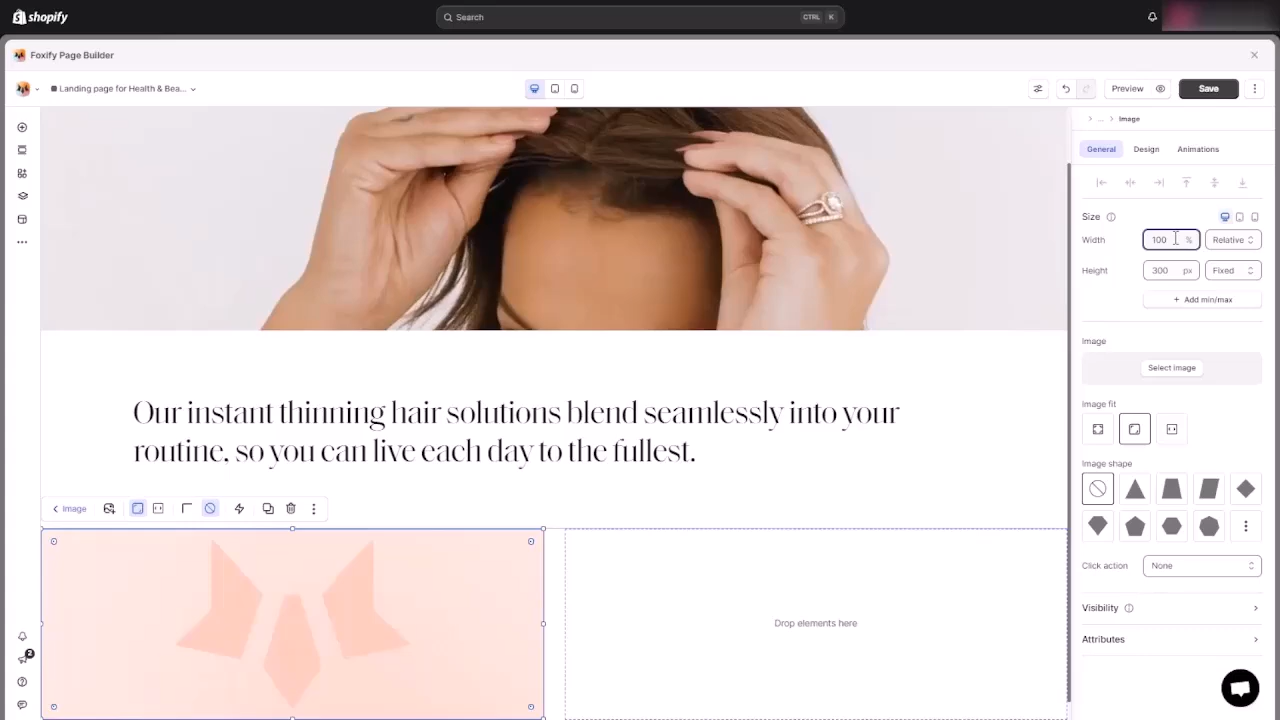 shopify
Search
CTRL K
Foxify Page Builder
Landing page for Health & Bea...
Preview
Save
... > Image
General Design Animations
Size
Width 100 % Relative
Height 300 px Fixed
+ Add min/max
Image
Select image
Image fit
Our instant thinning hair solutions blend seamlessly into your
routine, so you can live each day to the fullest.
Image shape
Image
Click action None
Drop elements here
Visibility
Attributes
2